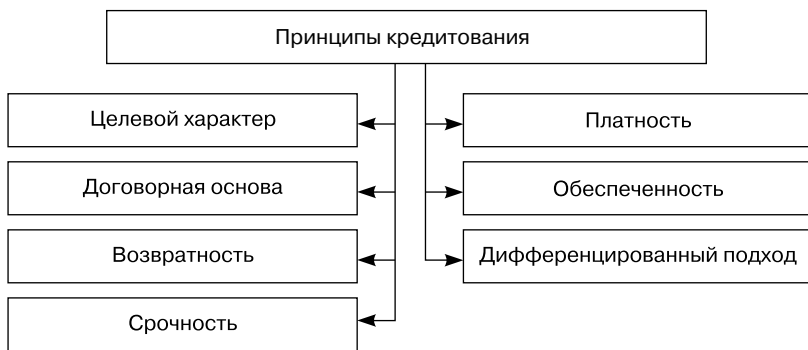 Принципы кредитования
Целевой характер
Договорная основа
Возвратность
Срочность
Платность
Обеспеченность
Дифференцированный подход